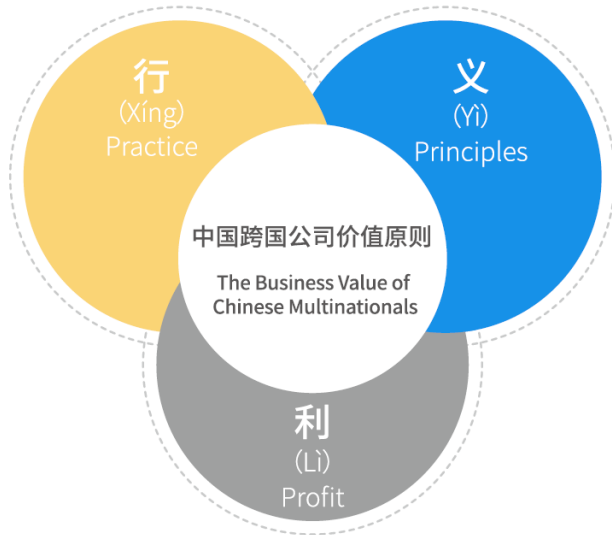 行
(Xíng)
Practice
义
(Yì)
Principles
中国跨国公司价值原则
The Business Value of
Chinese Multinationals
利
(Lì)
Profit